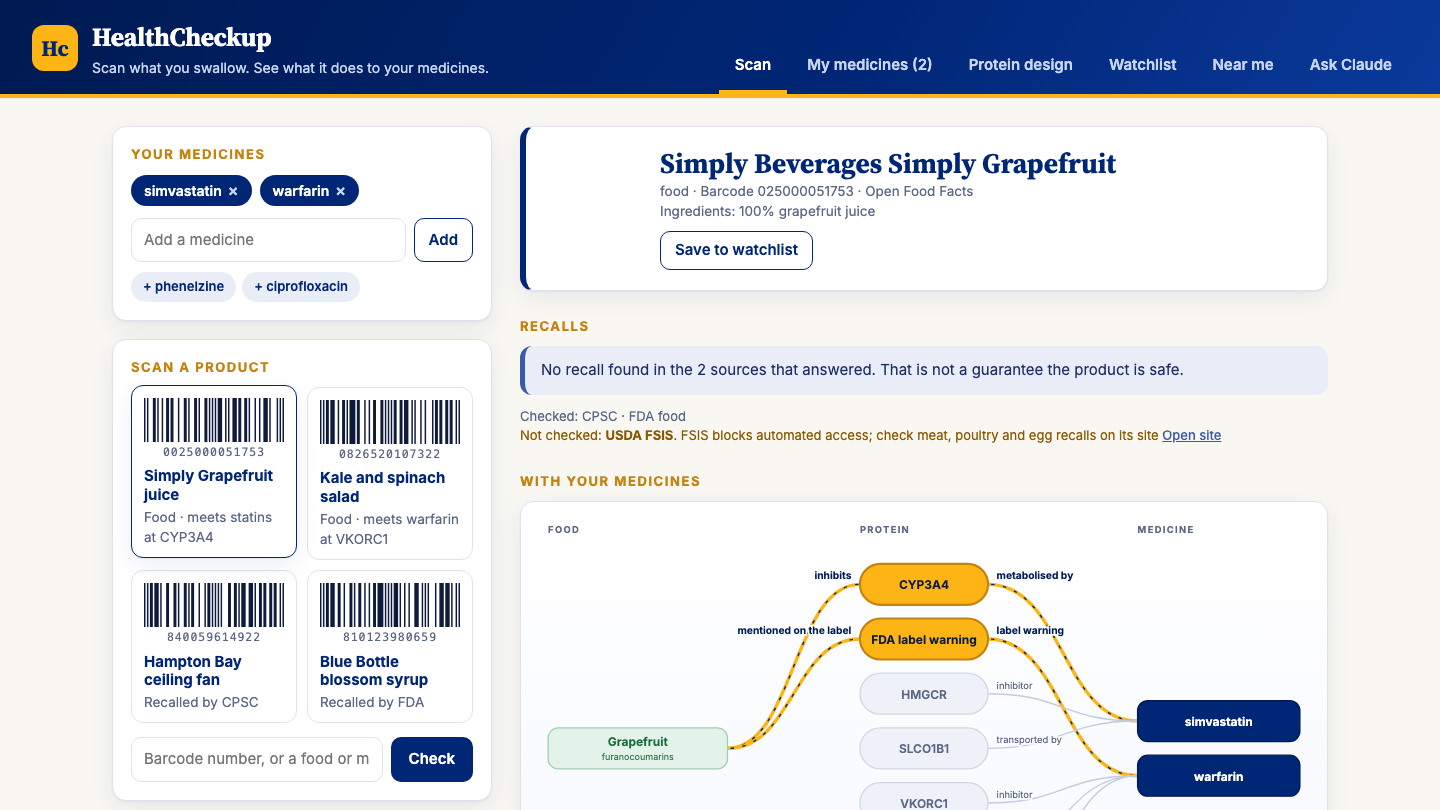 Hc
HealthCheckup
Scan what you swallow. See what it does to your medicines.
Scan
My medicines (2)
Protein design
Watchlist
Near me
Ask Claude
YOUR MEDICINES
simvastatin ×
warfarin ×
Add a medicine
Add
+ phenelzine
+ ciprofloxacin
SCAN A PRODUCT
0025000051753
Simply Grapefruit
juice
Food · meets statins
at CYP3A4
0826520107322
Kale and spinach
salad
Food · meets warfarin
at VKORC1
840059614922
Hampton Bay
ceiling fan
Recalled by CPSC
810123980659
Blue Bottle
blossom syrup
Recalled by FDA
Barcode number, or a food or m
Check
Simply Beverages Simply Grapefruit
food · Barcode 025000051753 · Open Food Facts
Ingredients: 100% grapefruit juice
Save to watchlist
RECALLS
No recall found in the 2 sources that answered. That is not a guarantee the product is safe.
Checked: CPSC · FDA food
Not checked: USDA FSIS. FSIS blocks automated access; check meat, poultry and egg recalls on its site Open site
WITH YOUR MEDICINES
FOOD
PROTEIN
MEDICINE
inhibits
CYP3A4
metabolised by
mentioned on the label
FDA label warning
label warning
HMGCR
inhibitor
simvastatin
Grapefruit
furanocoumarins
SLCO1B1
transported by
warfarin
VKORC1
inhibitor